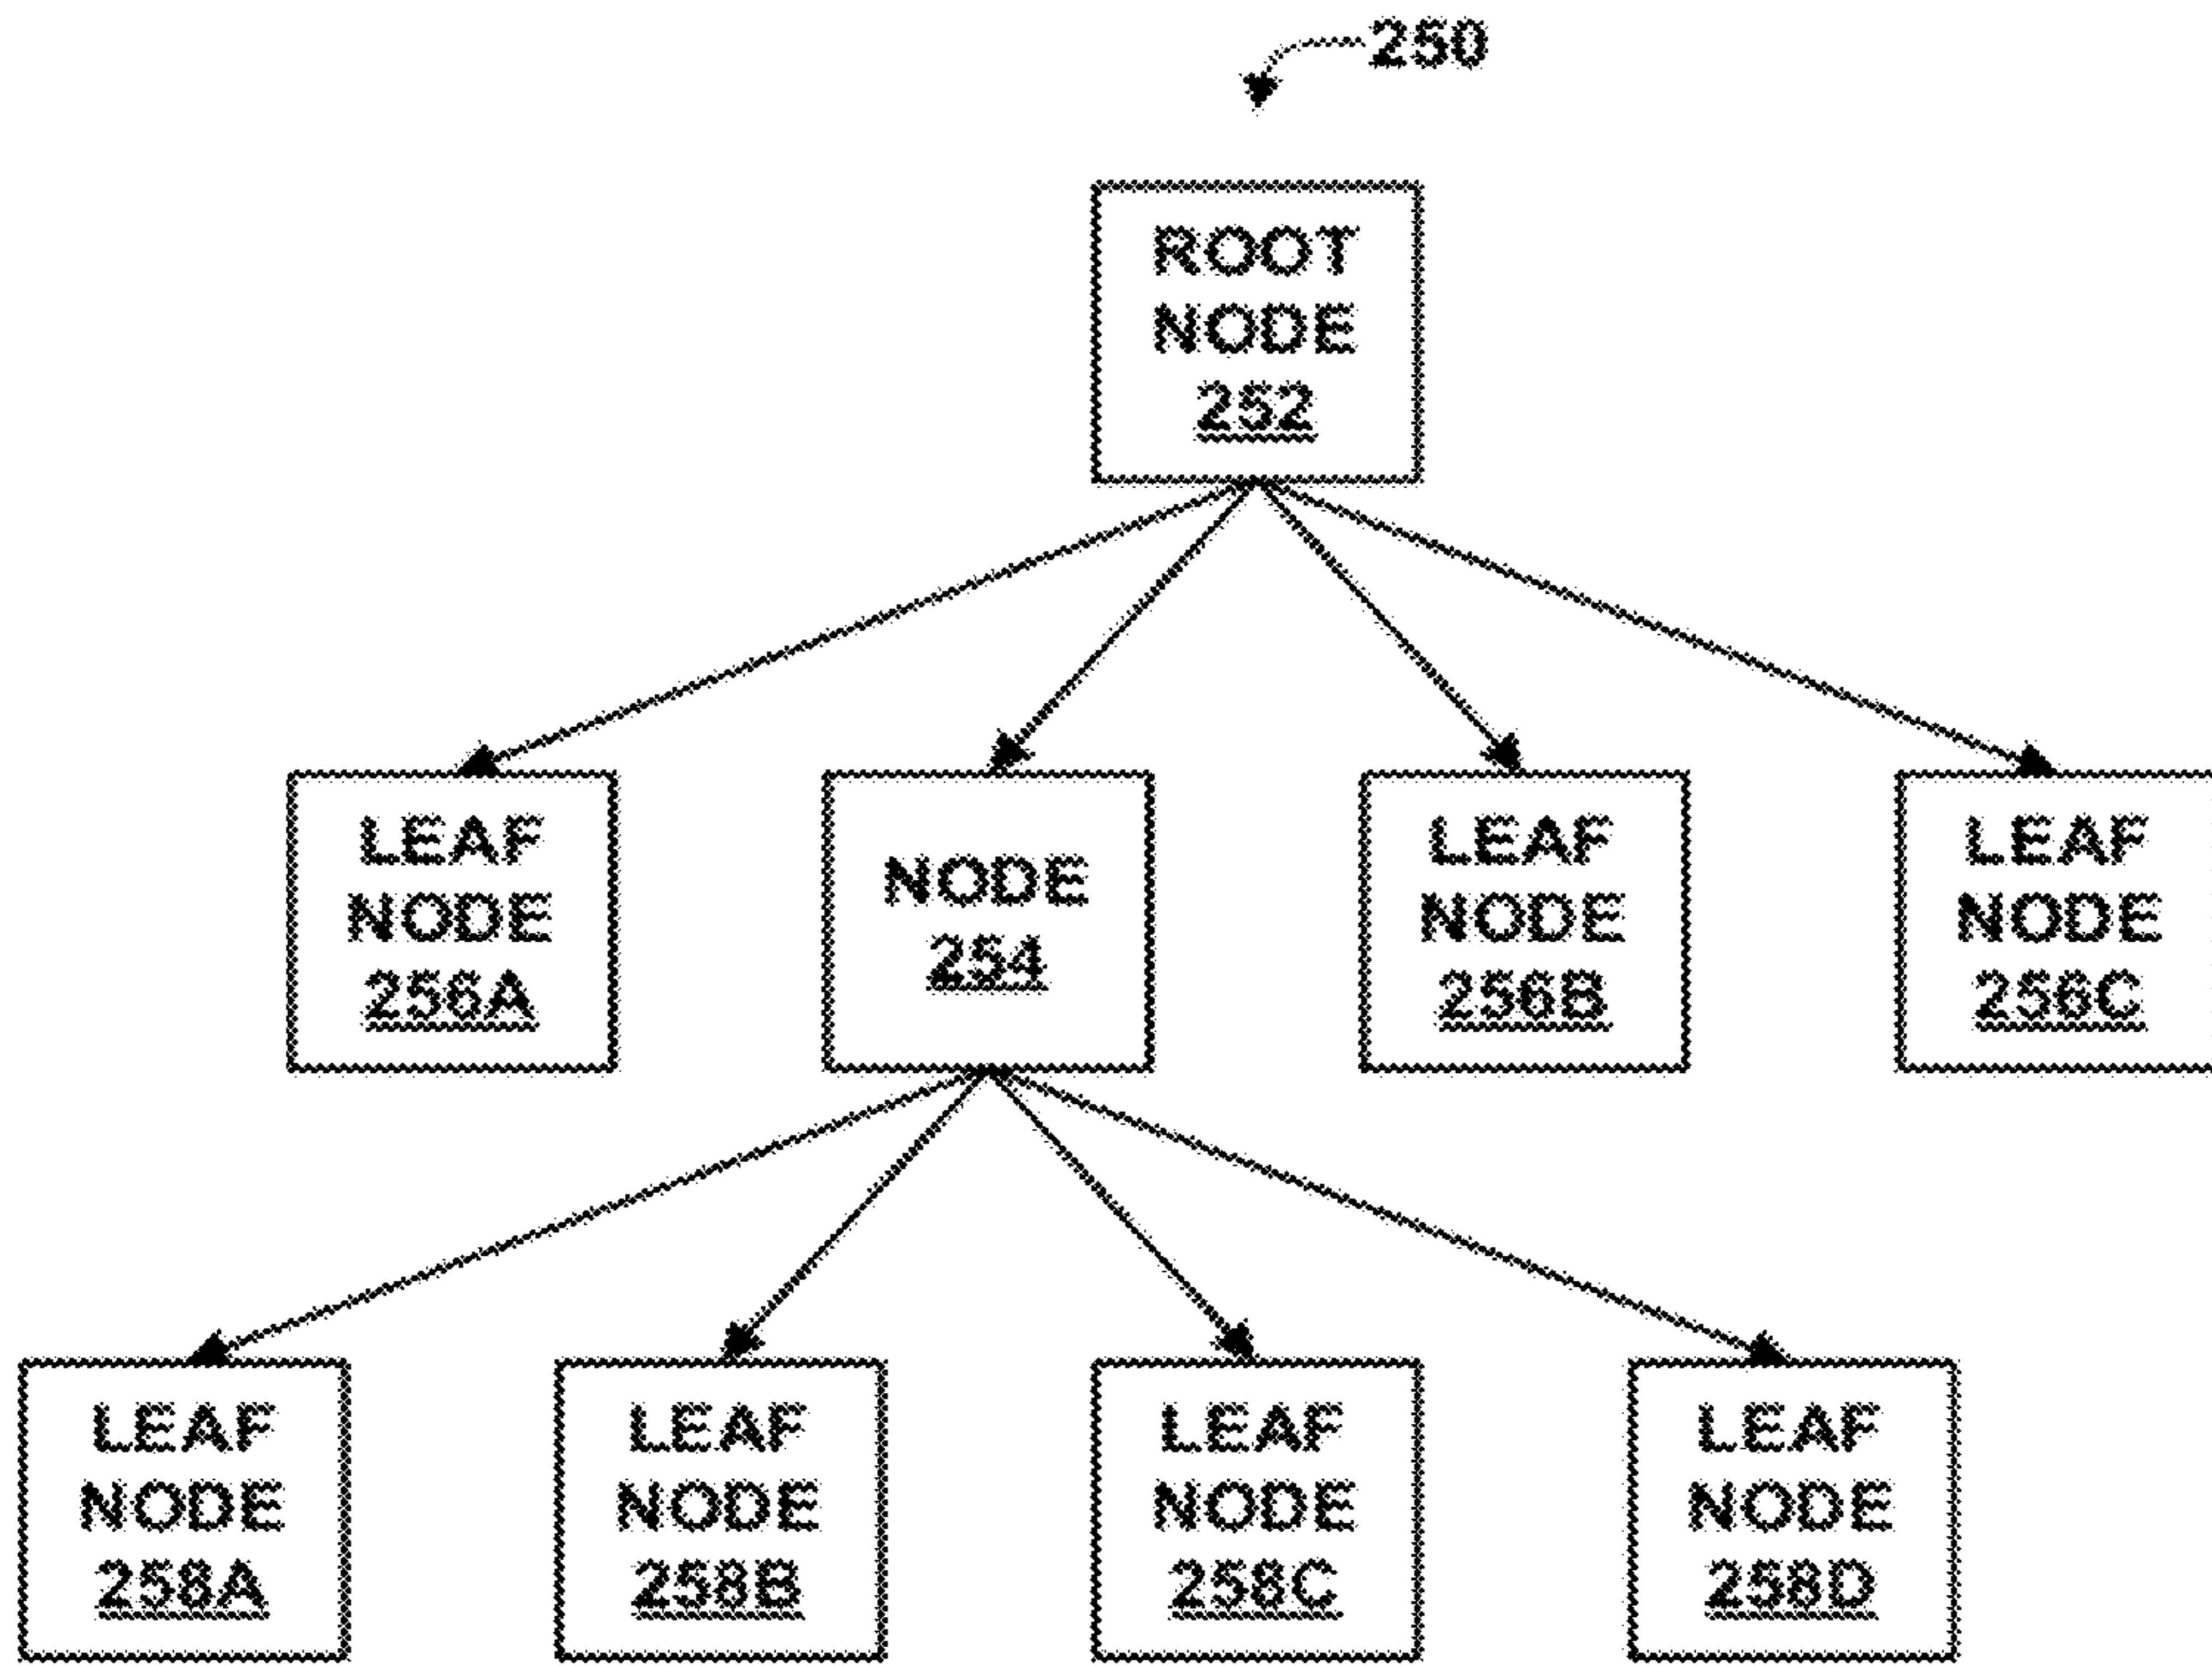 250
ROOT
NODE
252
LEAF
NODE
256A
NODE
254
LEAF
NODE
256B
LEAF
NODE
256C
LEAF
NODE
258A
LEAF
NODE
258B
LEAF
NODE
258C
LEAF
NODE
258D